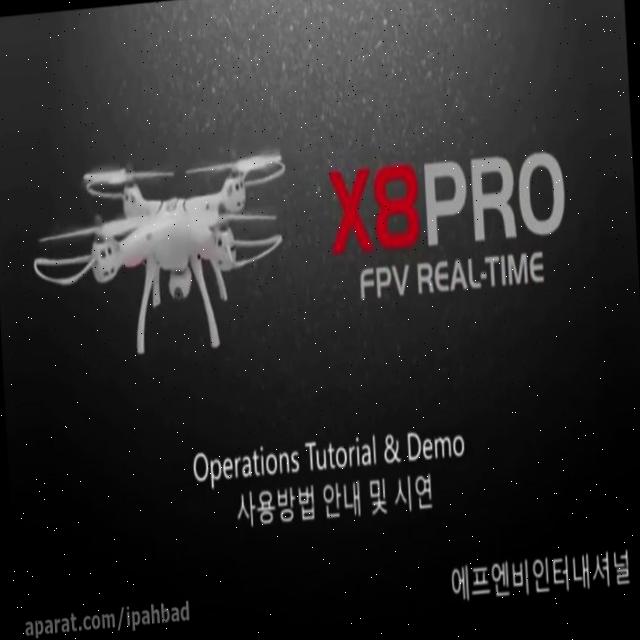 X8PRO
FPV REAL-TIME
Operations Tutorial & Demo
사용방법 안내 및 시연
에프엔비인터내셔널
aparat.com/ipahbad